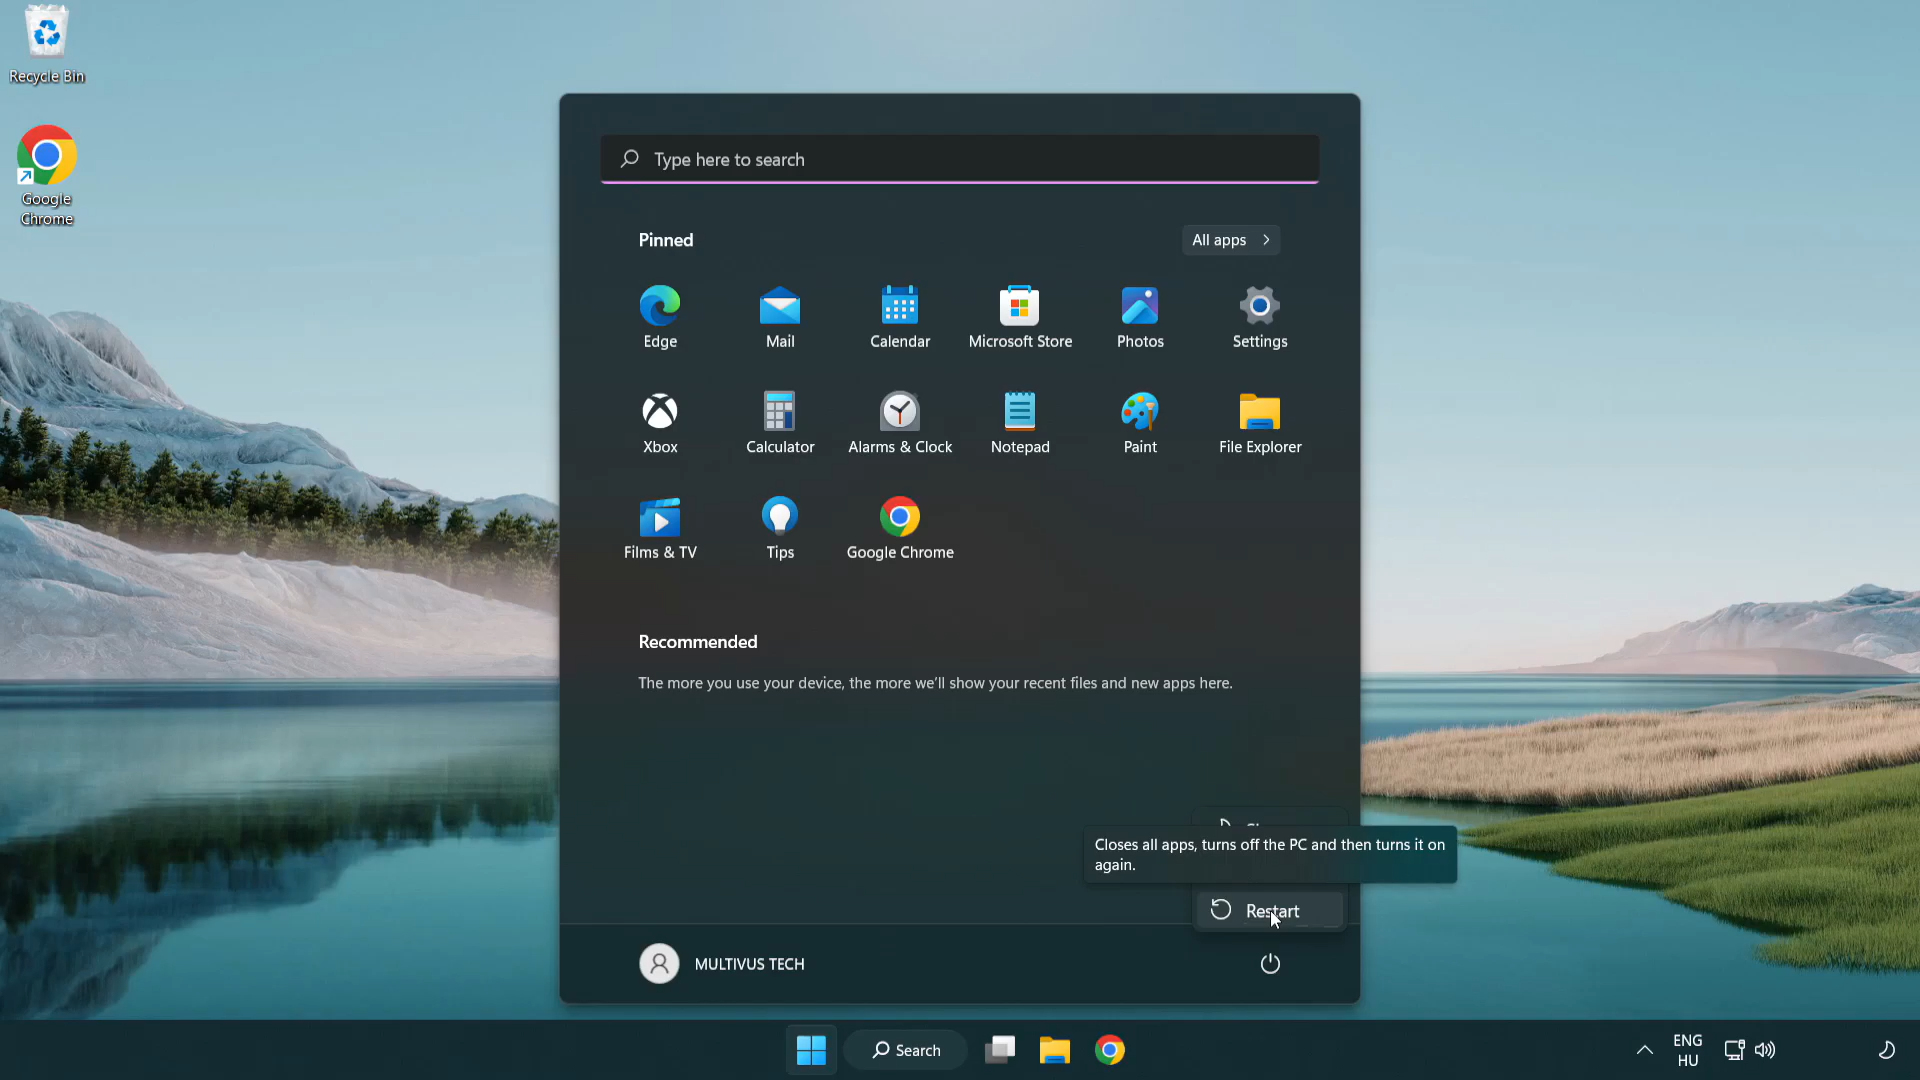 Recycle Bin
Google
Chrome
Type here to search
Pinned
All apps
Edge
Mail
Calendar
Microsoft Store
Photos
Settings
Xbox
Calculator
Alarms & Clock
Notepad
Paint
File Explorer
Films & TV
Tips
Google Chrome
Recommended
The more you use your device, the more we'll show your recent files and new apps here.
Closes all apps, turns off the PC and then turns it on
again.
Restart
MULTIVUS TECH
Search
ENG
HU